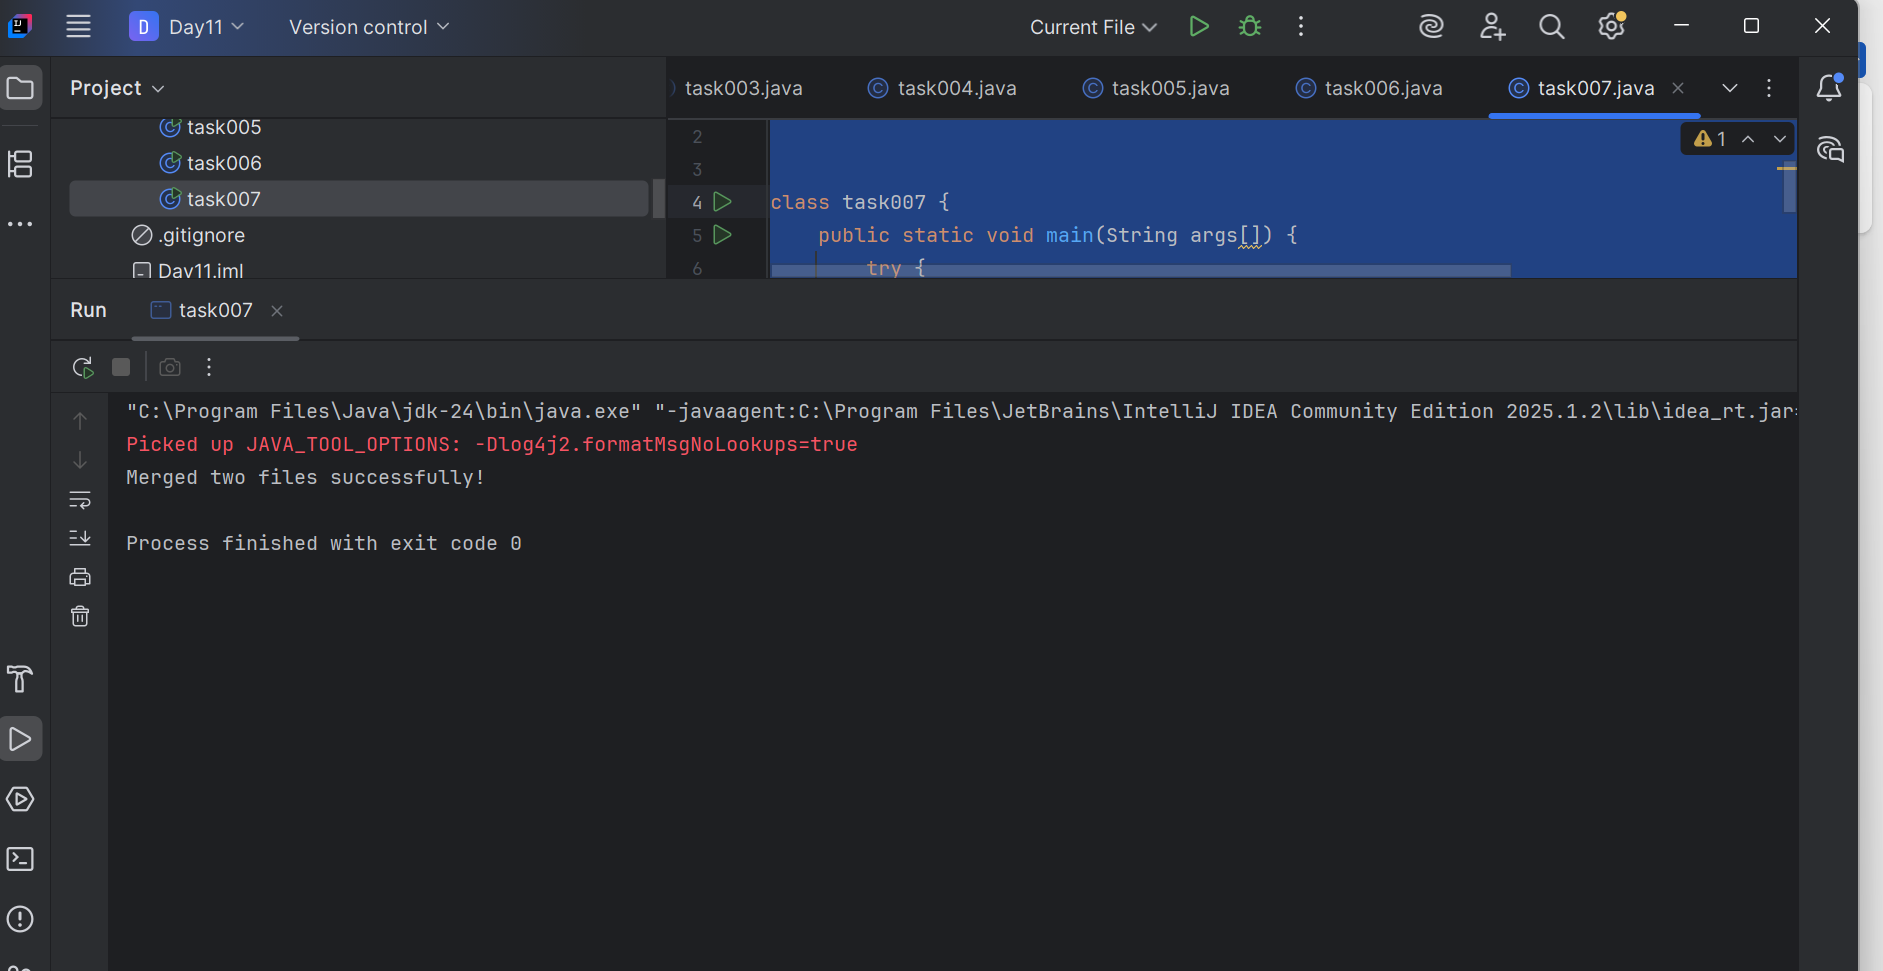 D Day11 Version control Current File
Project
task003.java task004.java task005.java task006.java task007.java
task005
task006
task007
.gitignore
Day11.iml
2
3
4 class task007 {
5 public static void main(String args[]) {
6 try {
1
Run task007
"C:\Program Files\Java\jdk-24\bin\java.exe" "-javaagent:C:\Program Files\JetBrains\IntelliJ IDEA Community Edition 2025.1.2\lib\idea_rt.jar=
Picked up JAVA_TOOL_OPTIONS: -Dlog4j2.formatMsgNoLookups=true
Merged two files successfully!
Process finished with exit code 0